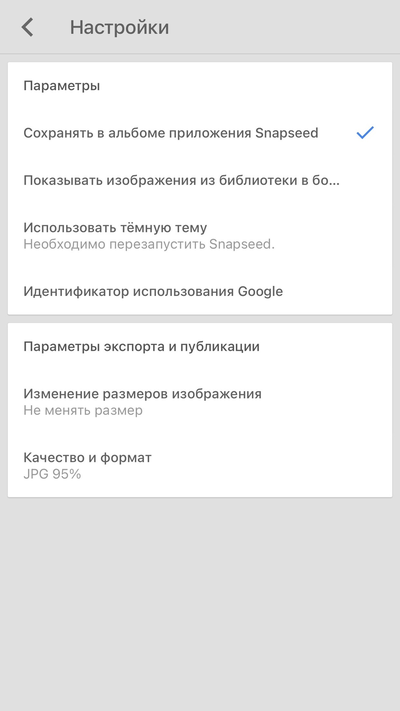 Настройки
Параметры
Сохранять в альбоме приложения Snapseed
Показывать изображения из библиотеки в бо...
Использовать тёмную тему
Необходимо перезапустить Snapseed.
Идентификатор использования Google
Параметры экспорта и публикации
Изменение размеров изображения
Не менять размер
Качество и формат
JPG 95%